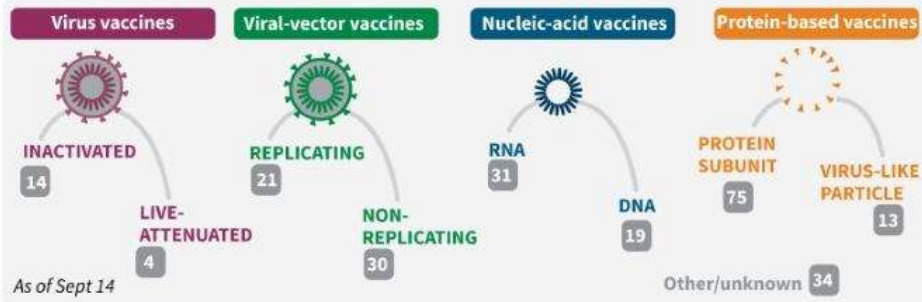 Virus vaccines
Viral-vector vaccines
Nucleic-acid vaccines
Protein-based vaccines
INACTIVATED
14
LIVE-
ATTENUATED
4
REPLICATING
21
NON-
REPLICATING
30
RNA
31
DNA
19
PROTEIN
SUBUNIT
75
VIRUS-LIKE
PARTICLE
13
As of Sept 14
Other/unknown 34